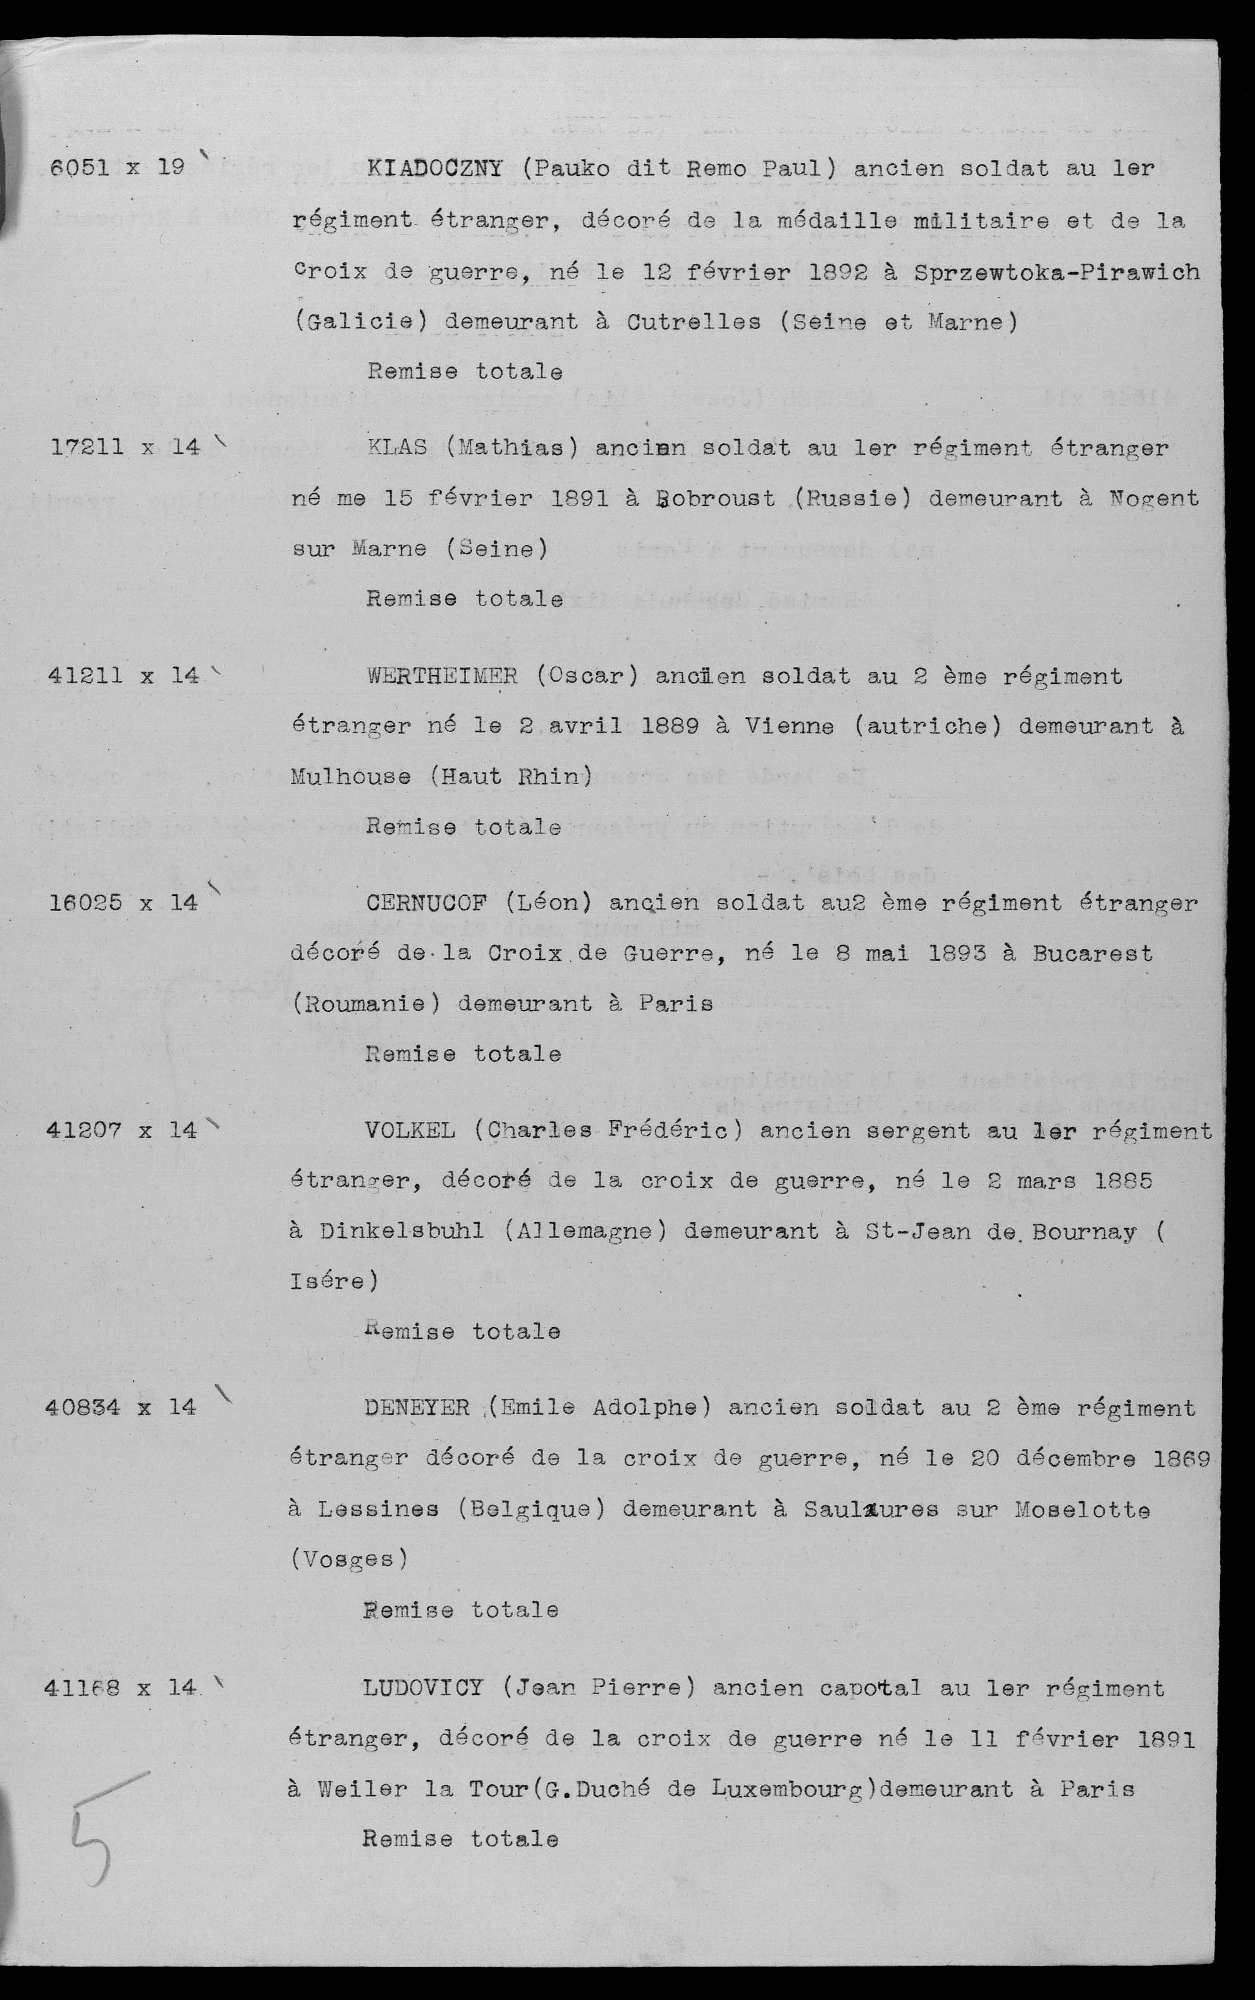 6051 x 19 KIADOCZNY (Pauko dit Remo Paul) ancien soldat au 1er
régiment étranger, décoré de la médaille militaire et de la
croix de guerre, né le 12 février 1892 à Sprzewtoka-Pirawich
(Galicie) demeurant à Cutrelles (Seine et Marne)
Remise totale
17211 x 14 KLAS (Mathias) ancien soldat au 1er régiment étranger
né me 15 février 1891 à Bobroust (Russie) demeurant à Nogent
sur Marne (Seine)
Remise totale
41211 x 14 WERTHEIMER (Oscar) ancien soldat au 2 ème régiment
étranger né le 2 avril 1889 à Vienne (autriche) demeurant à
Mulhouse (Haut Rhin)
Remise totale
16025 x 14 CERNUCOF (Léon) ancien soldat au2 ème régiment étranger
décoré de la Croix de Guerre, né le 8 mai 1893 à Bucarest
(Roumanie) demeurant à Paris
Remise totale
41207 x 14 VOLKEL (Charles Frédéric) ancien sergent au 1er régiment
étranger, décoré de la croix de guerre, né le 2 mars 1885
à Dinkelsbuhl (Allemagne) demeurant à St-Jean de Bournay (
Isére)
Remise totale
40834 x 14 DENEYER (Emile Adolphe) ancien soldat au 2 ème régiment
étranger décoré de la croix de guerre, né le 20 décembre 1869
à Lessines (Belgique) demeurant à Saulxures sur Moselotte
(Vosges)
Remise totale
41168 x 14 LUDOVICY (Jean Pierre) ancien capotal au 1er régiment
étranger, décoré de la croix de guerre né le 11 février 1891
à Weiler la Tour(G.Duché de Luxembourg)demeurant à Paris
Remise totale
5